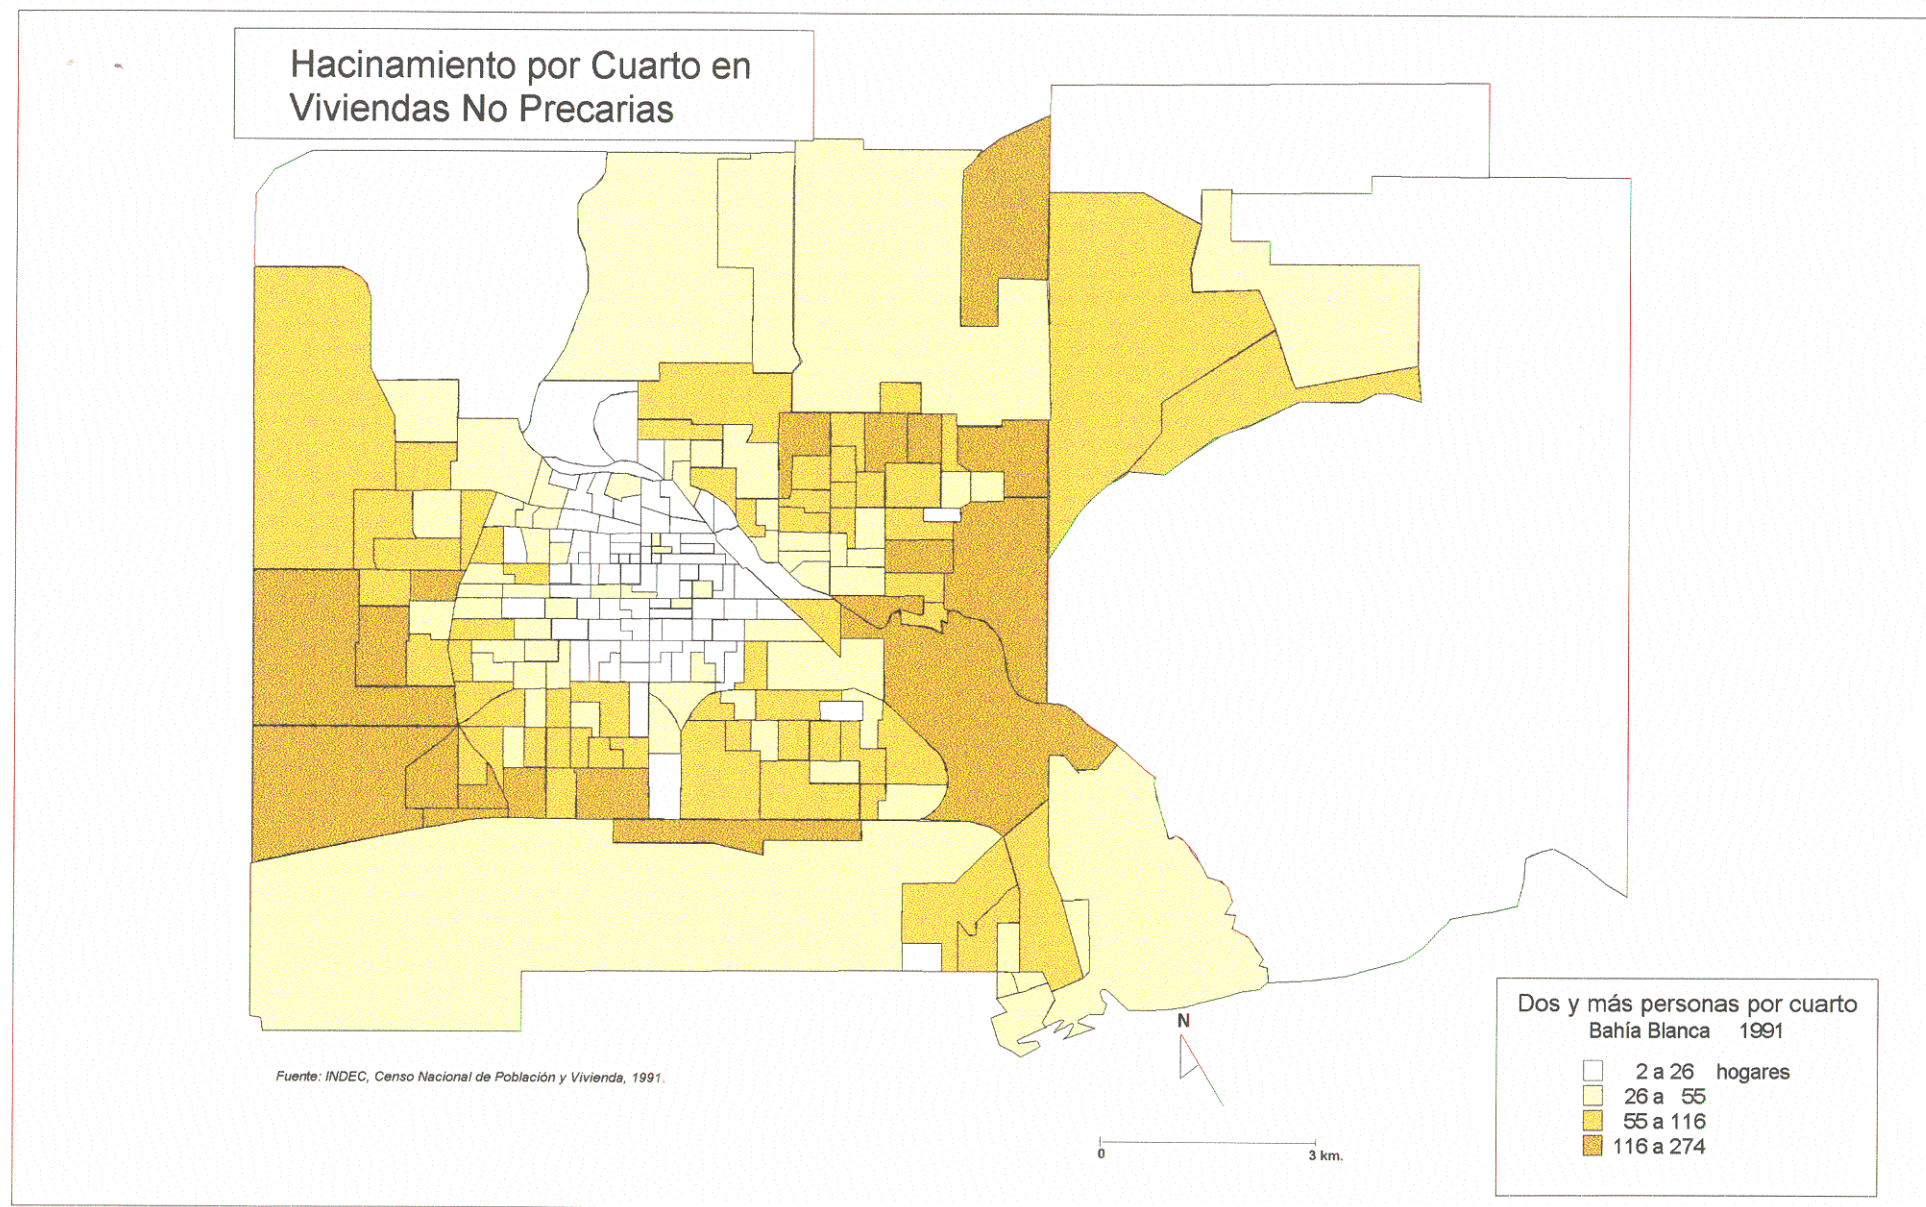 Hacinamiento por Cuarto en
Viviendas No Precarias
Dos y más personas por cuarto
Bahía Blanca 1991
2 a 26 hogares
26 a 55
55 a 116
116 a 274
N
Fuente: INDEC, Censo Nacional de Población y Vivienda, 1991.
0 3 km.